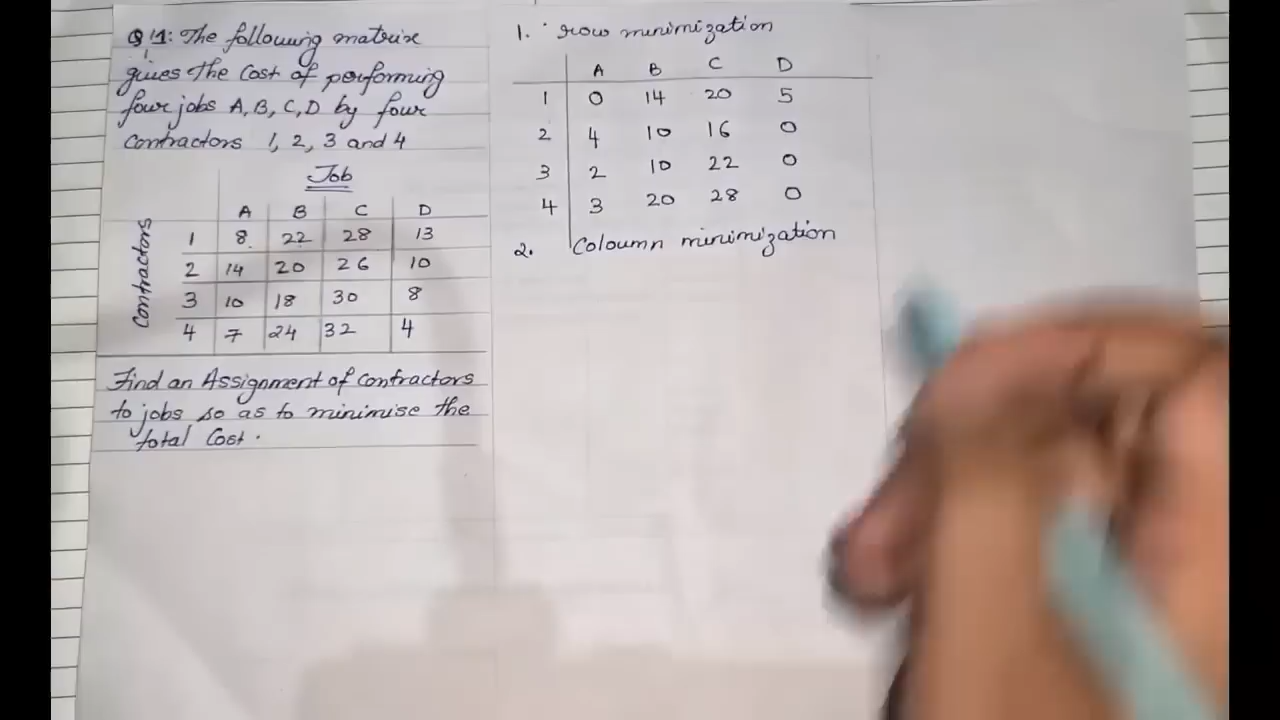 Q 1: The following matrix
gives the cost of performing
four jobs A, B, C, D by four
contractors 1, 2, 3 and 4
Job
Contractors
A B C D
1 8 22 28 13
2 14 20 26 10
3 10 18 30 8
4 7 24 32 4
Find an Assignment of contractors
to jobs so as to minimise the
total cost.
1. row minimization
A B C D
1 0 14 20 5
2 4 10 16 0
3 2 10 22 0
4 3 20 28 0
2. Coloumn minimization